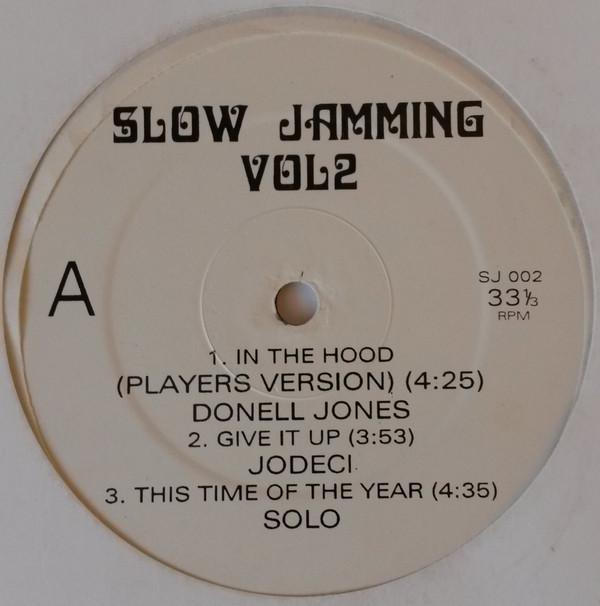 SLOW JAMMING
VOL2
A
SJ 002
33⅓
RPM
1. IN THE HOOD
(PLAYERS VERSION) (4:25)
DONELL JONES
2. GIVE IT UP (3:53)
JODECI
3. THIS TIME OF THE YEAR (4:35)
SOLO